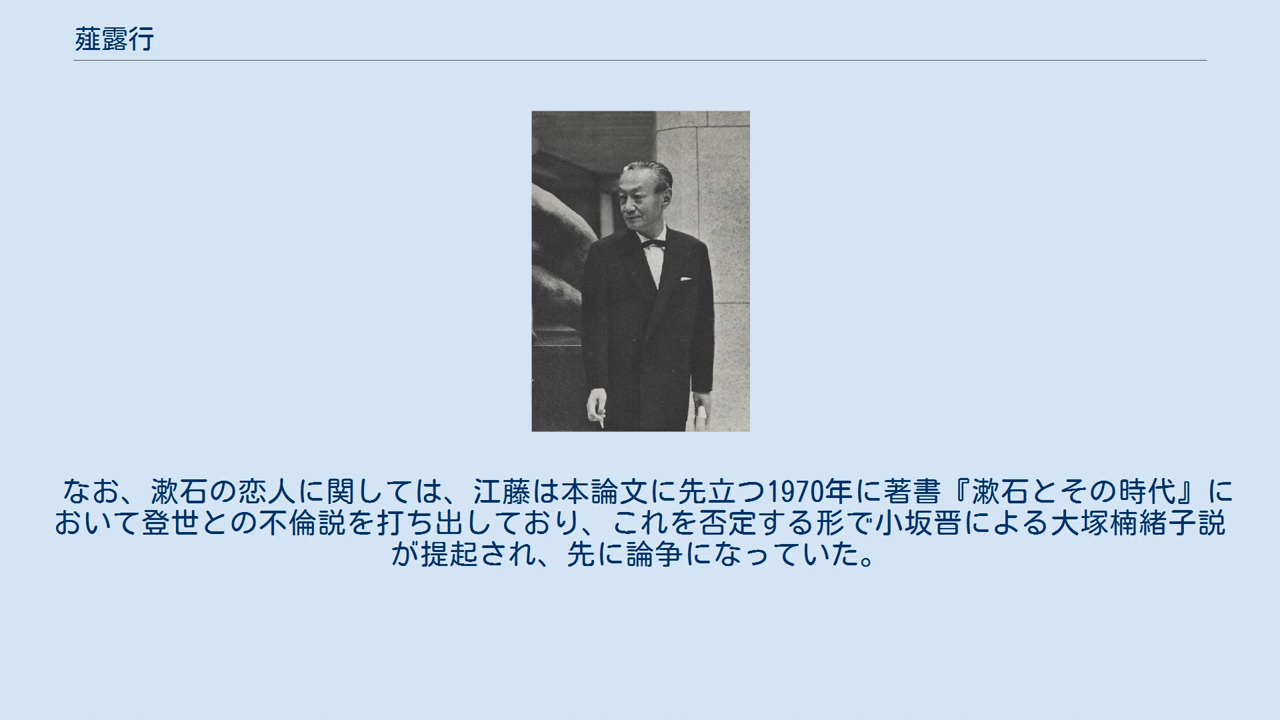 薤露行
なお、漱石の恋人に関しては、江藤は本論文に先立つ1970年に著書『漱石とその時代』に
おいて登世との不倫説を打ち出しており、これを否定する形で小坂晋による大塚楠緒子説
が提起され、先に論争になっていた。